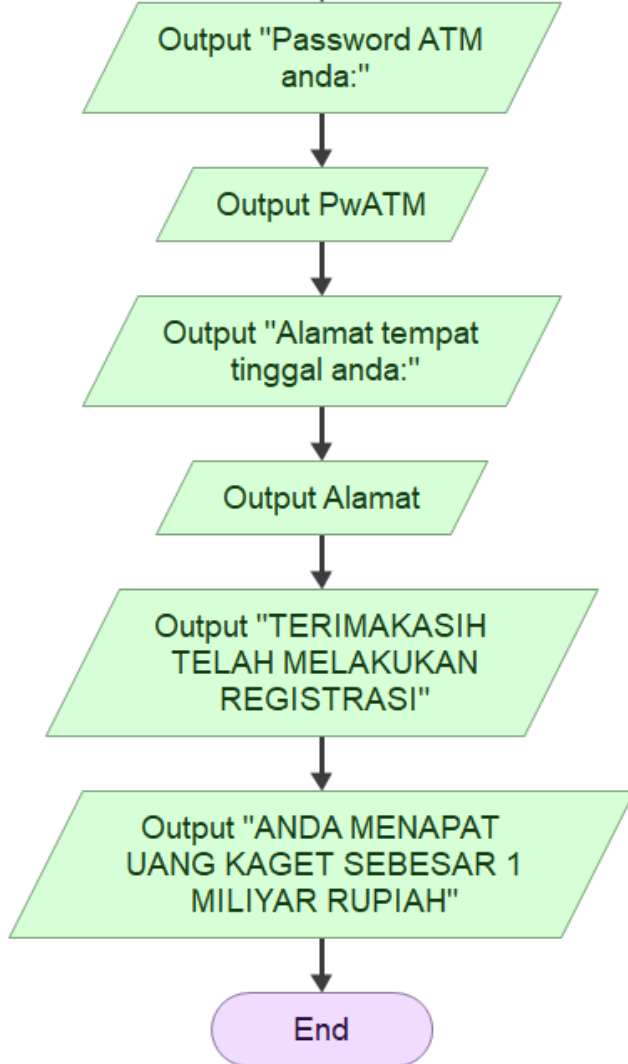 Output "Password ATM
anda:"
Output PwATM
Output "Alamat tempat
tinggal anda:"
Output Alamat
Output "TERIMAKASIH
TELAH MELAKUKAN
REGISTRASI"
Output "ANDA MENAPAT
UANG KAGET SEBESAR 1
MILIYAR RUPIAH"
End